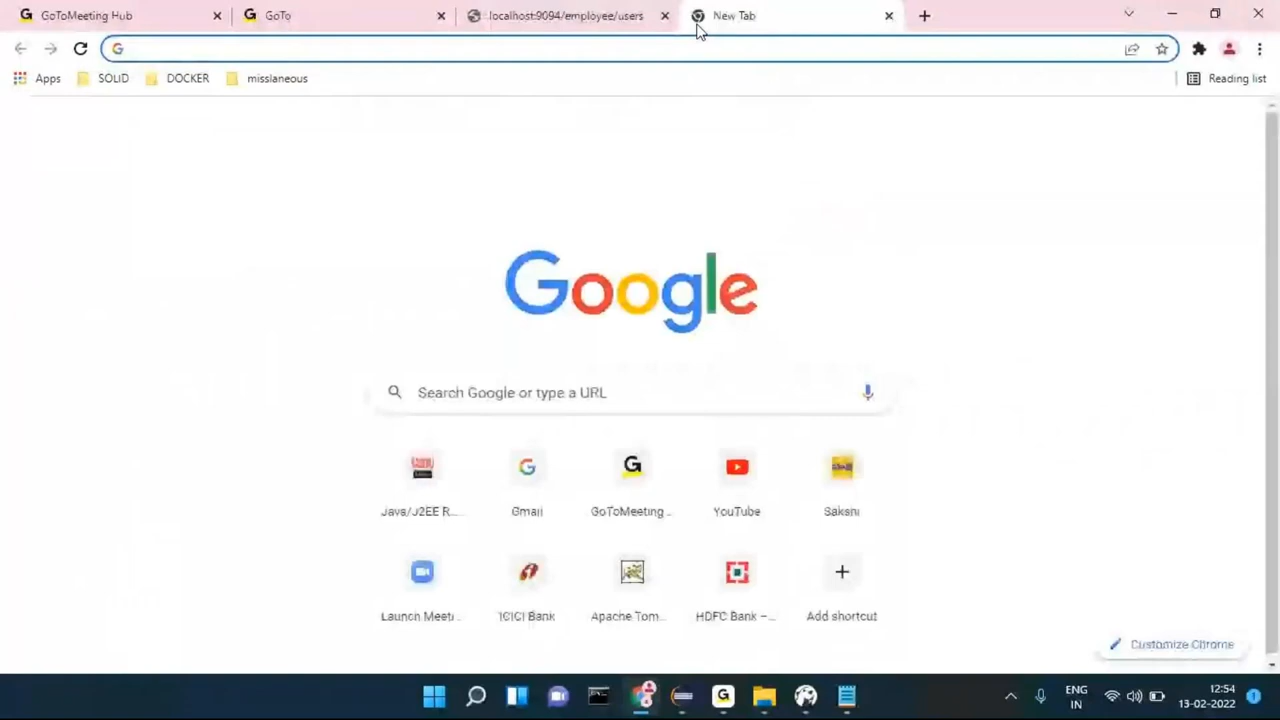 GoToMeeting Hub
GoTo
localhost:9094/employee/users
New Tab
Apps
SOLID
DOCKER
misslaneous
Reading list
Google
Search Google or type a URL
Java/J2EE R...
Gmail
GoToMeeting ...
YouTube
Sakshi
Launch Meeti...
ICICI Bank
Apache Tom...
HDFC Bank –...
Add shortcut
Customize Chrome
ENG
IN
12:54
13-02-2022